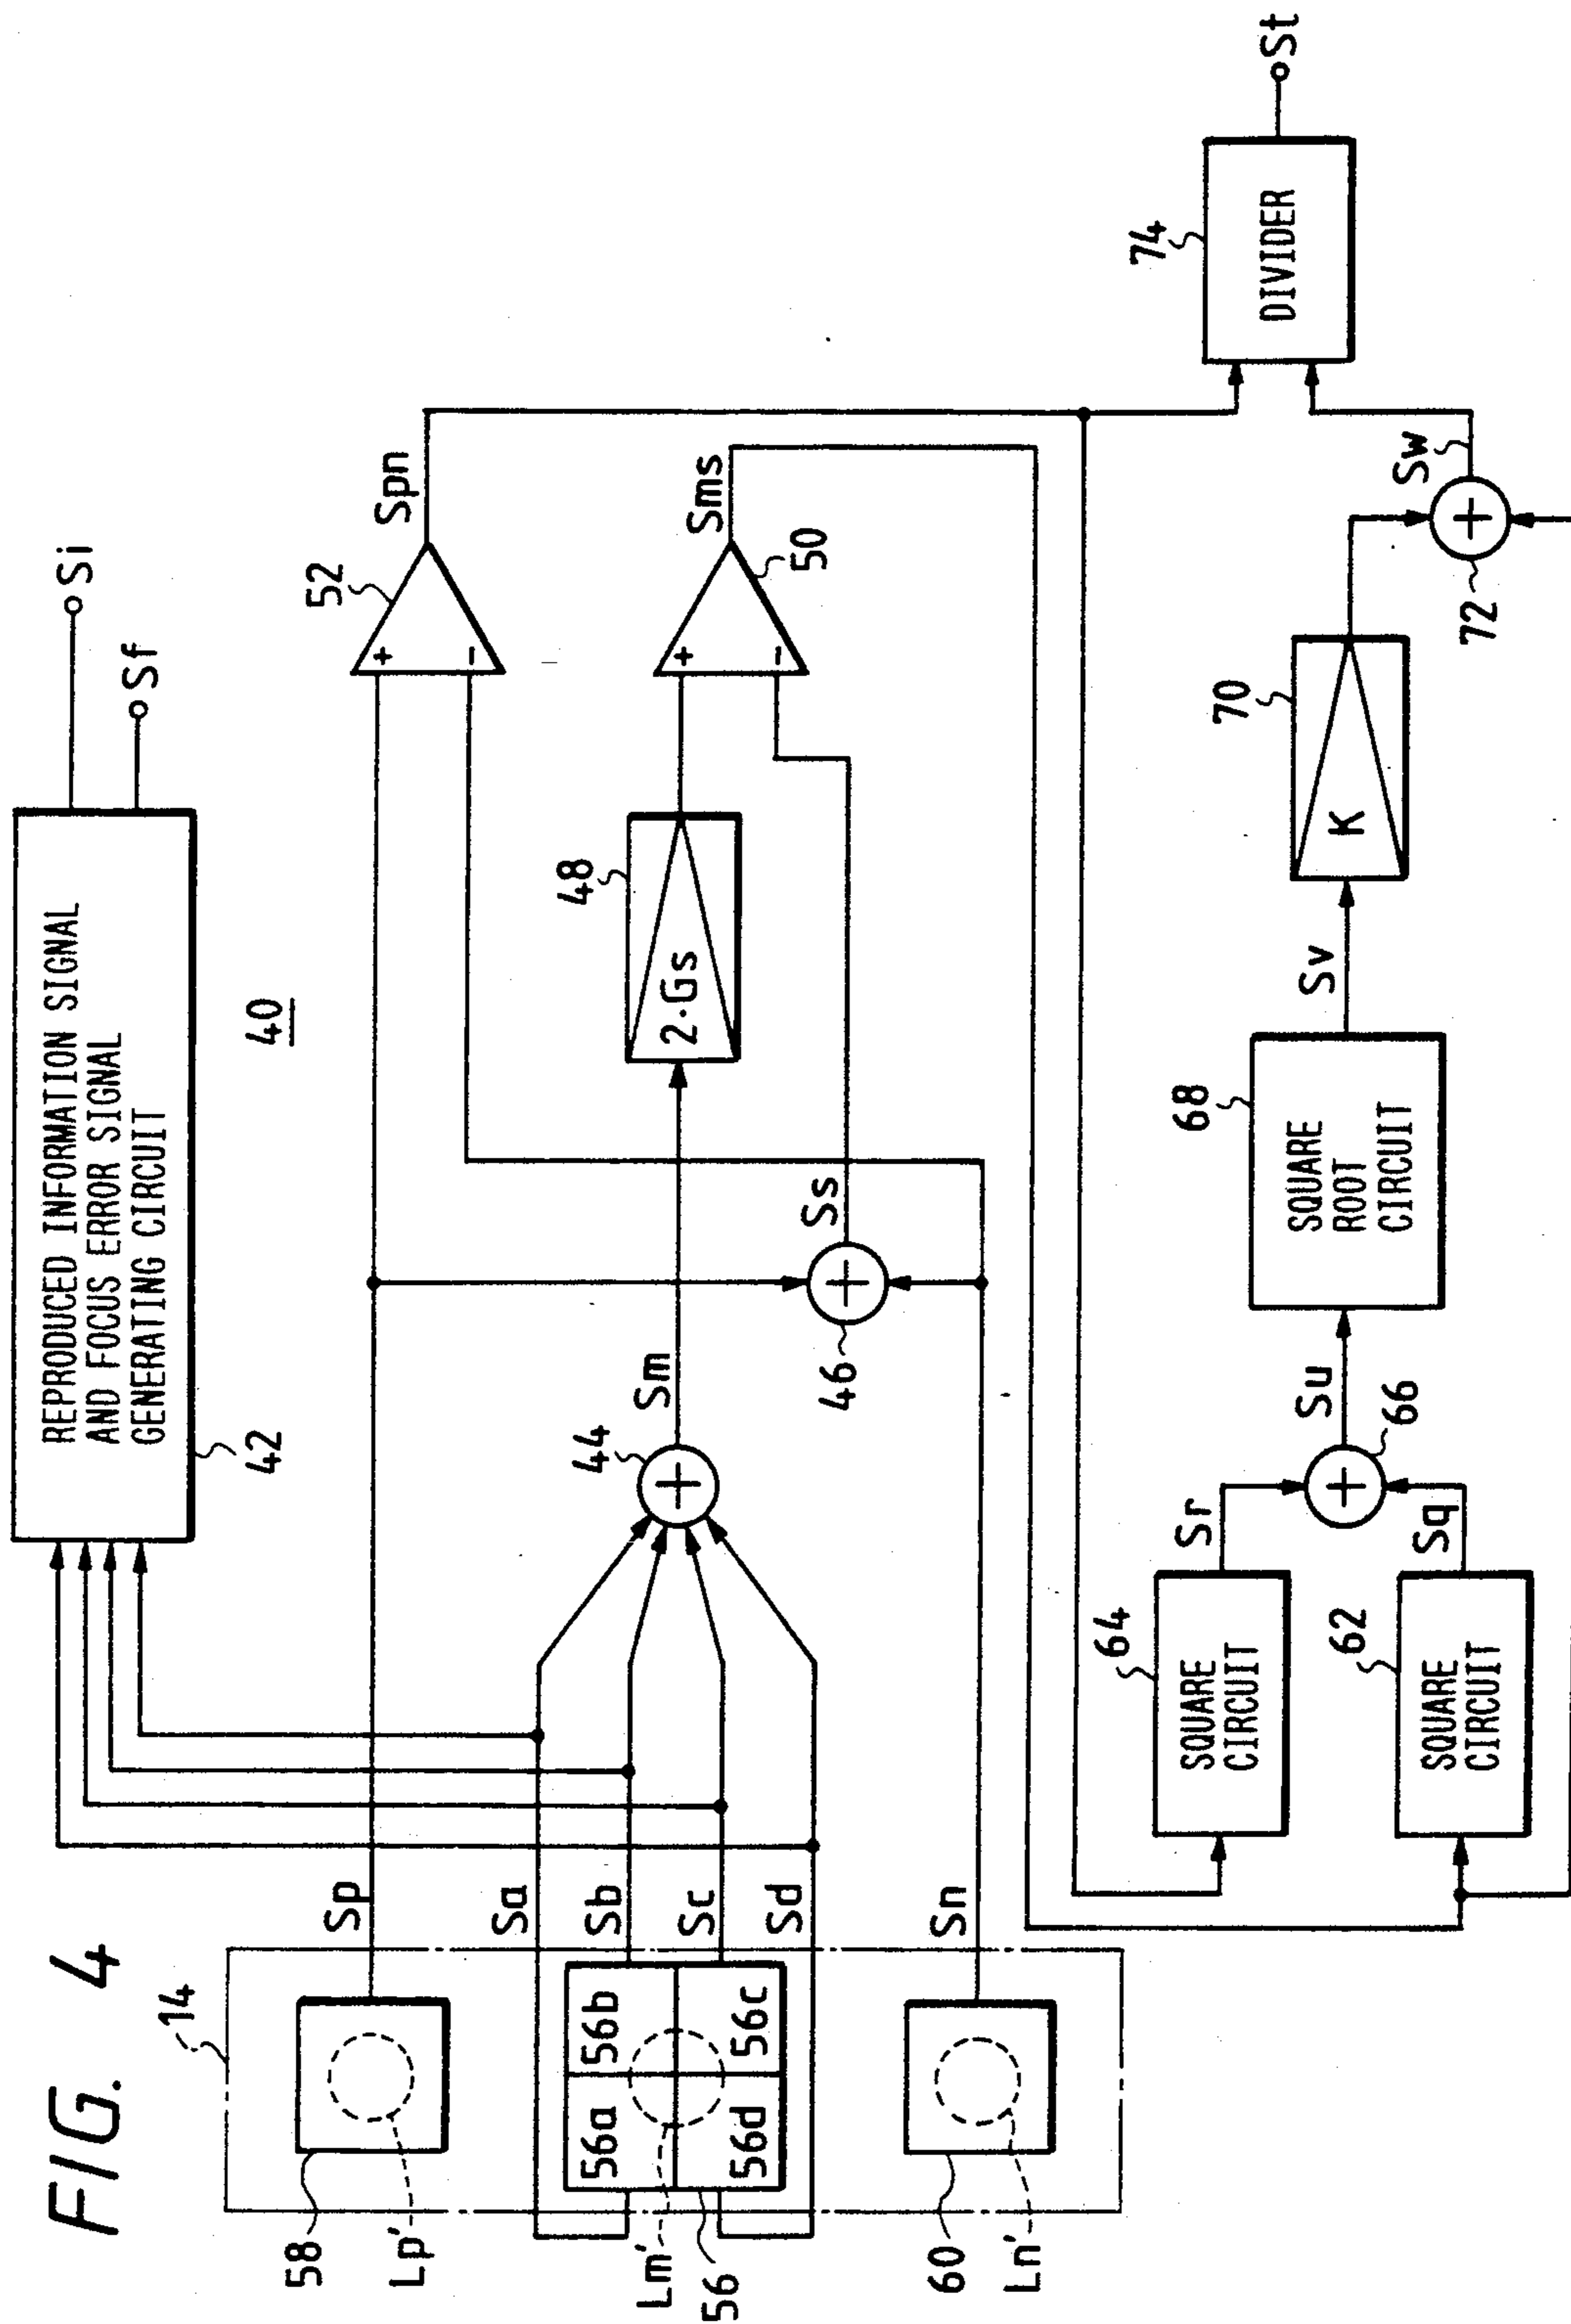 FIG. 4
14
58
Lp'
Sp
Sa
56a
56b
Sb
56d
56c
Sc
Sd
Lm'
56
60
Ln'
Sn
REPRODUCED INFORMATION SIGNAL
AND FOCUS ERROR SIGNAL
GENERATING CIRCUIT
42
Si
Sf
40
44
+
Sm
46
+
Ss
48
2·Gs
52
+
-
Spn
50
+
-
Sms
64
SQUARE
CIRCUIT
Sr
62
SQUARE
CIRCUIT
Sq
66
+
Su
68
SQUARE
ROOT
CIRCUIT
Sv
70
K
72
+
Sw
74
DIVIDER
St